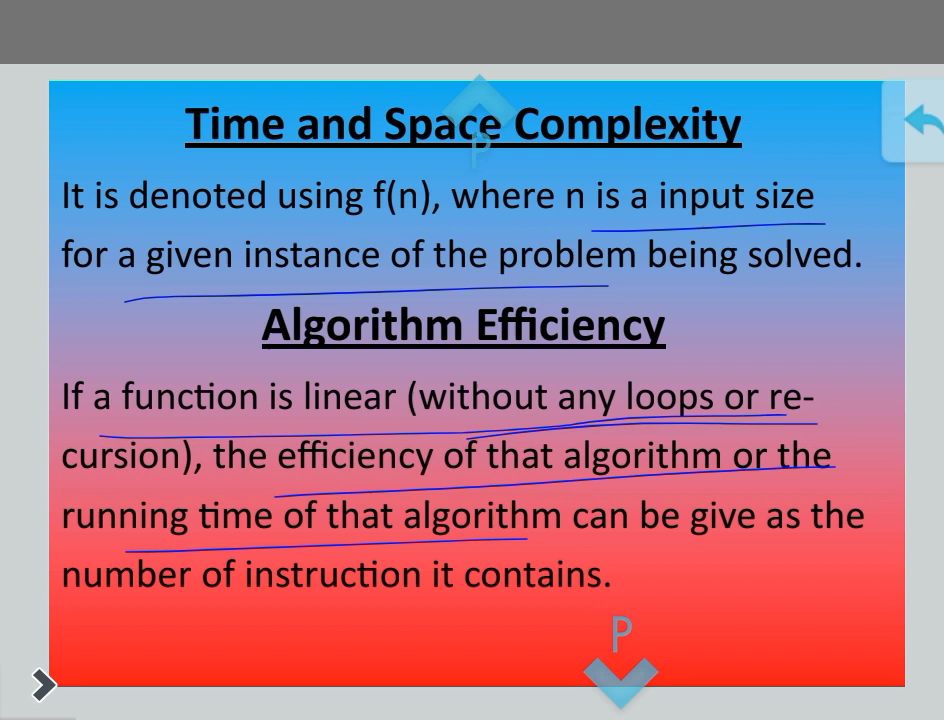 Time and Space Complexity
P
It is denoted using f(n), where n is a input size
for a given instance of the problem being solved.
Algorithm Efficiency
If a function is linear (without any loops or re-
cursion), the efficiency of that algorithm or the
running time of that algorithm can be give as the
number of instruction it contains.
P